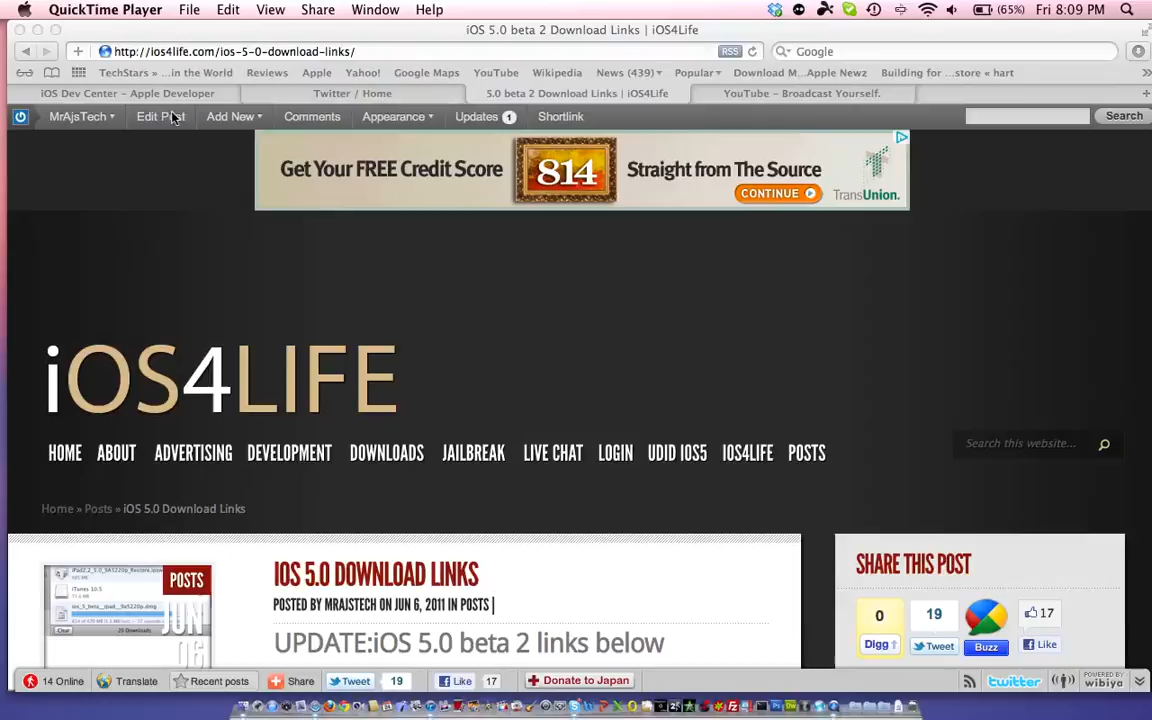 QuickTime Player File Edit View Share Window Help (65%) Fri 8:09 PM
iOS 5.0 beta 2 Download Links | iOS4Life
http://ios4life.com/ios-5-0-download-links/ RSS Google
TechStars > ...in the World Reviews Apple Yahoo! Google Maps YouTube Wikipedia News (439) Popular Download M...Apple Newz Building for ...store « hart
iOS Dev Center – Apple Developer Twitter / Home 5.0 beta 2 Download Links | iOS4Life YouTube – Broadcast Yourself.
MrAjsTech Edit Post Add New Comments Appearance Updates 1 Shortlink Search
Get Your FREE Credit Score 814 Straight from The Source
CONTINUE TransUnion.
iOS4LIFE
HOME ABOUT ADVERTISING DEVELOPMENT DOWNLOADS JAILBREAK LIVE CHAT LOGIN UDID IOS5 IOS4LIFE POSTS
Search this website...
Home » Posts » iOS 5.0 Download Links
POSTS
JUN
06
IOS 5.0 DOWNLOAD LINKS
POSTED BY MRAJSTECH ON JUN 6, 2011 IN POSTS |
UPDATE:iOS 5.0 beta 2 links below
SHARE THIS POST
0 19 17
Digg Tweet Buzz Like
14 Online Translate Recent posts Share Tweet 19 Like 17 Donate to Japan twitter POWERED BY wibiya